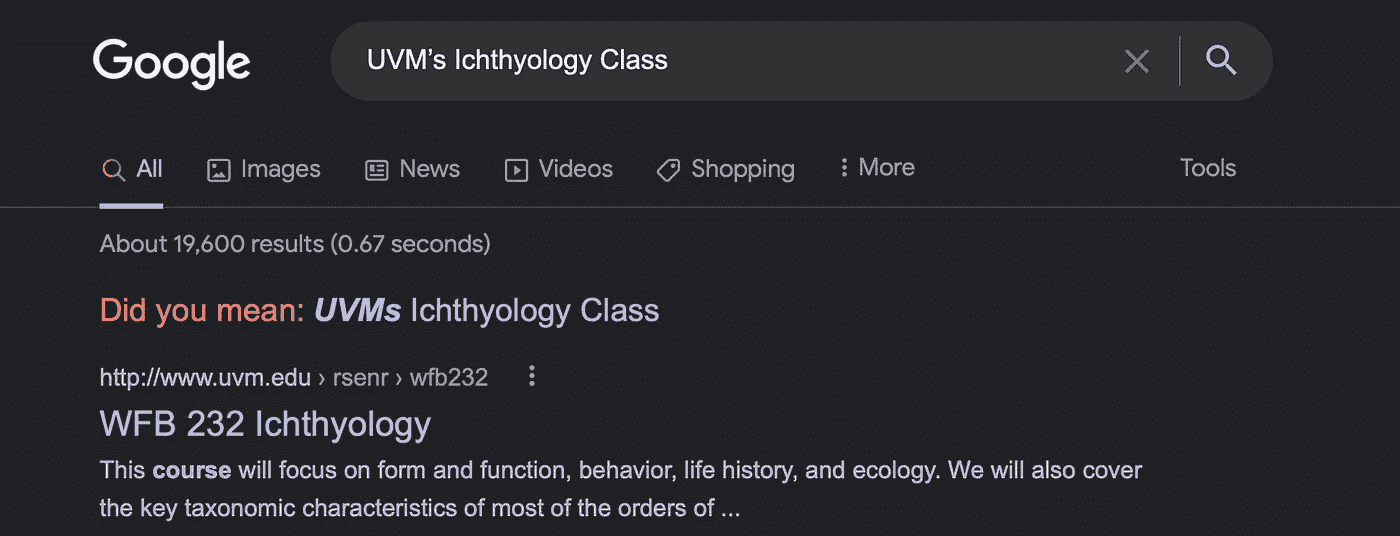 Google UVM’s Ichthyology Class
All Images News Videos Shopping More Tools
About 19,600 results (0.67 seconds)
Did you mean: UVMs Ichthyology Class
http://www.uvm.edu › rsenr › wfb232
WFB 232 Ichthyology
This course will focus on form and function, behavior, life history, and ecology. We will also cover
the key taxonomic characteristics of most of the orders of ...